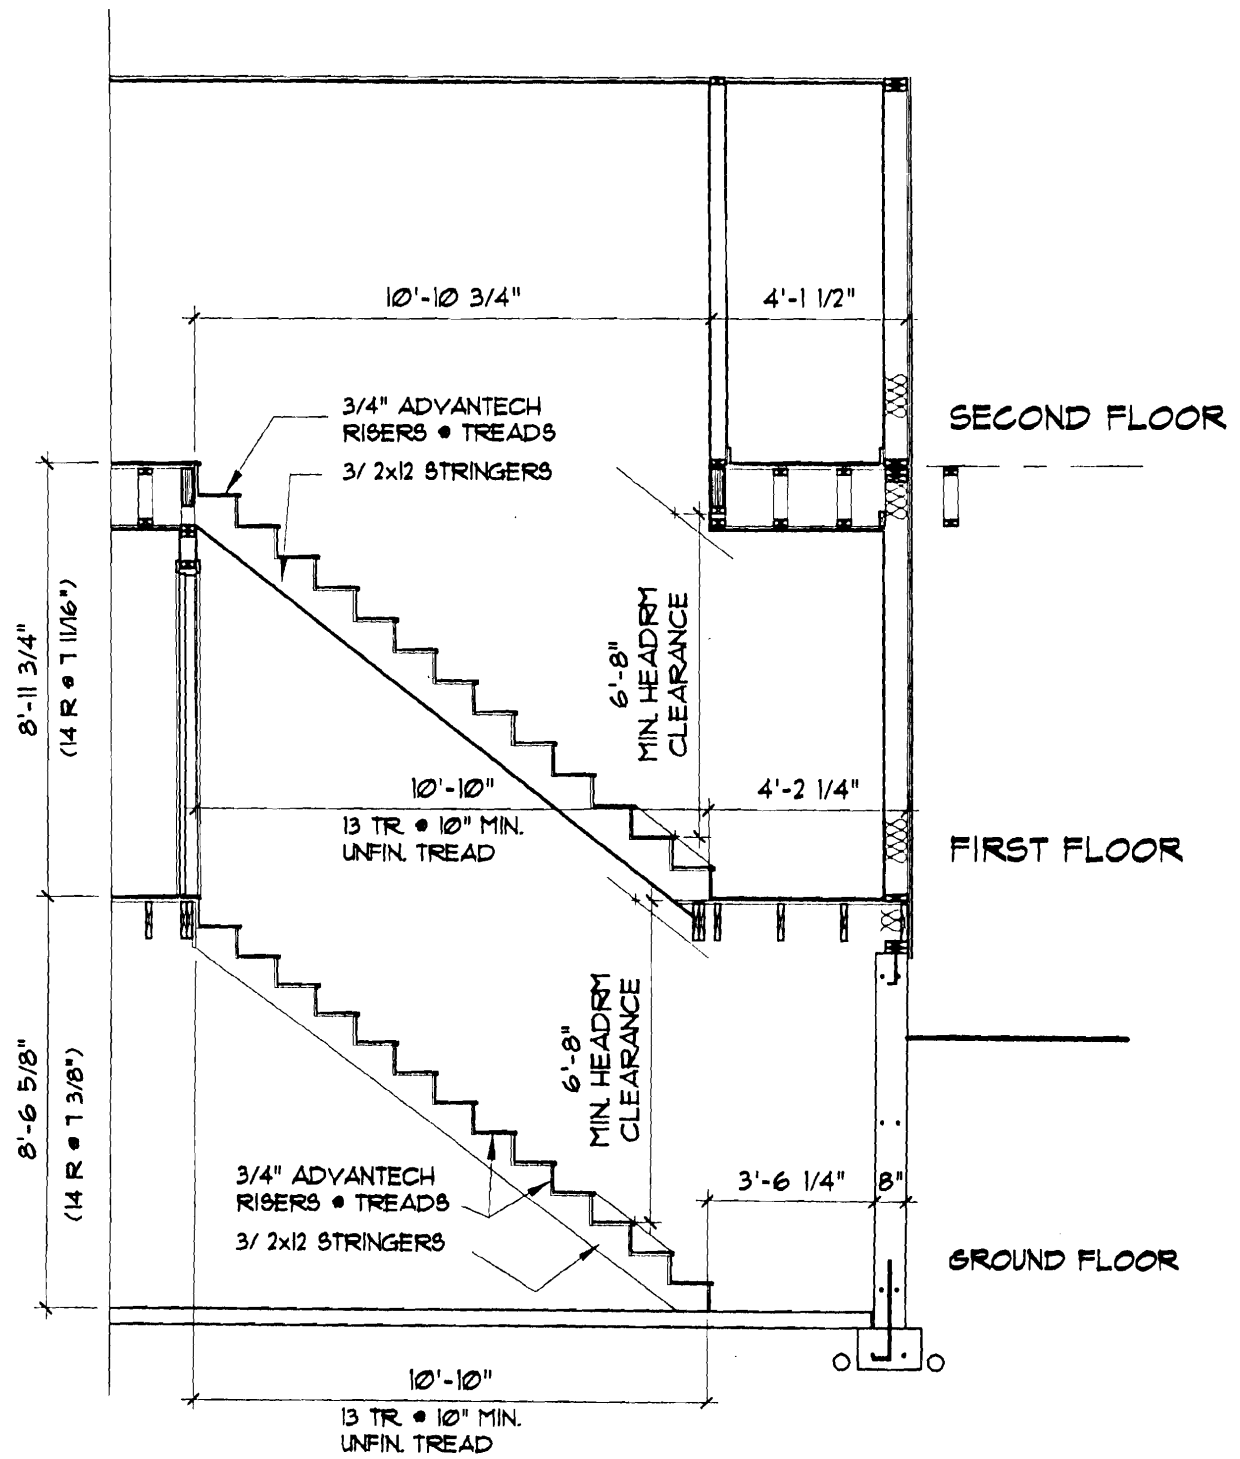 10'-10 3/4"
4'-1 1/2"
3/4" ADVANTECH
RISERS @ TREADS
3/ 2x12 STRINGERS
SECOND FLOOR
8'-11 3/4"
(14 R @ 7 11/16")
6'-8"
MIN. HEADRM
CLEARANCE
10'-10"
13 TR. @ 10" MIN.
UNFIN. TREAD
4'-2 1/4"
FIRST FLOOR
8'-6 5/8"
(14 R @ 7 3/8")
6'-8"
MIN. HEADRM
CLEARANCE
3/4" ADVANTECH
RISERS @ TREADS
3/ 2x12 STRINGERS
3'-6 1/4"
8"
GROUND FLOOR
10'-10"
13 TR. @ 10" MIN.
UNFIN. TREAD